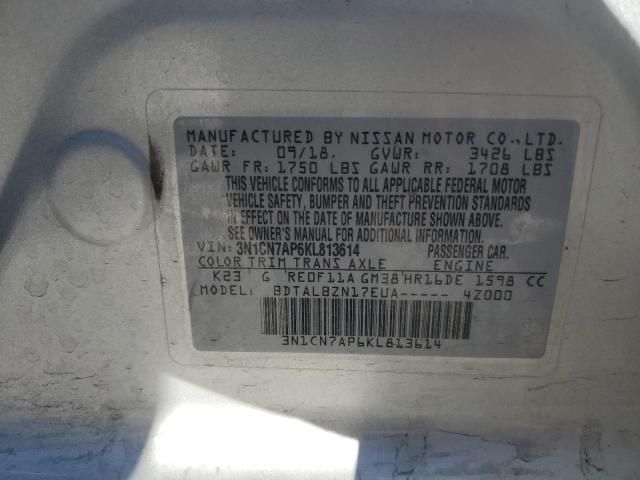 MANUFACTURED BY NISSAN MOTOR CO., LTD.
DATE: 09/18. GVWR: 3426 LBS
GAWR FR: 1750 LBS GAWR RR: 1708 LBS
THIS VEHICLE CONFORMS TO ALL APPLICABLE FEDERAL MOTOR
VEHICLE SAFETY, BUMPER AND THEFT PREVENTION STANDARDS
IN EFFECT ON THE DATE OF MANUFACTURE SHOWN ABOVE.
SEE OWNER'S MANUAL FOR ADDITIONAL INFORMATION.
VIN: 3N1CN7AP6KL813614 PASSENGER CAR.
COLOR TRIM TRANS AXLE ENGINE
K23 G RE0F11A GM38 HR16DE 1598 CC
MODEL: BDTALBZN17EUA----- 4Z000
3N1CN7AP6KL813614